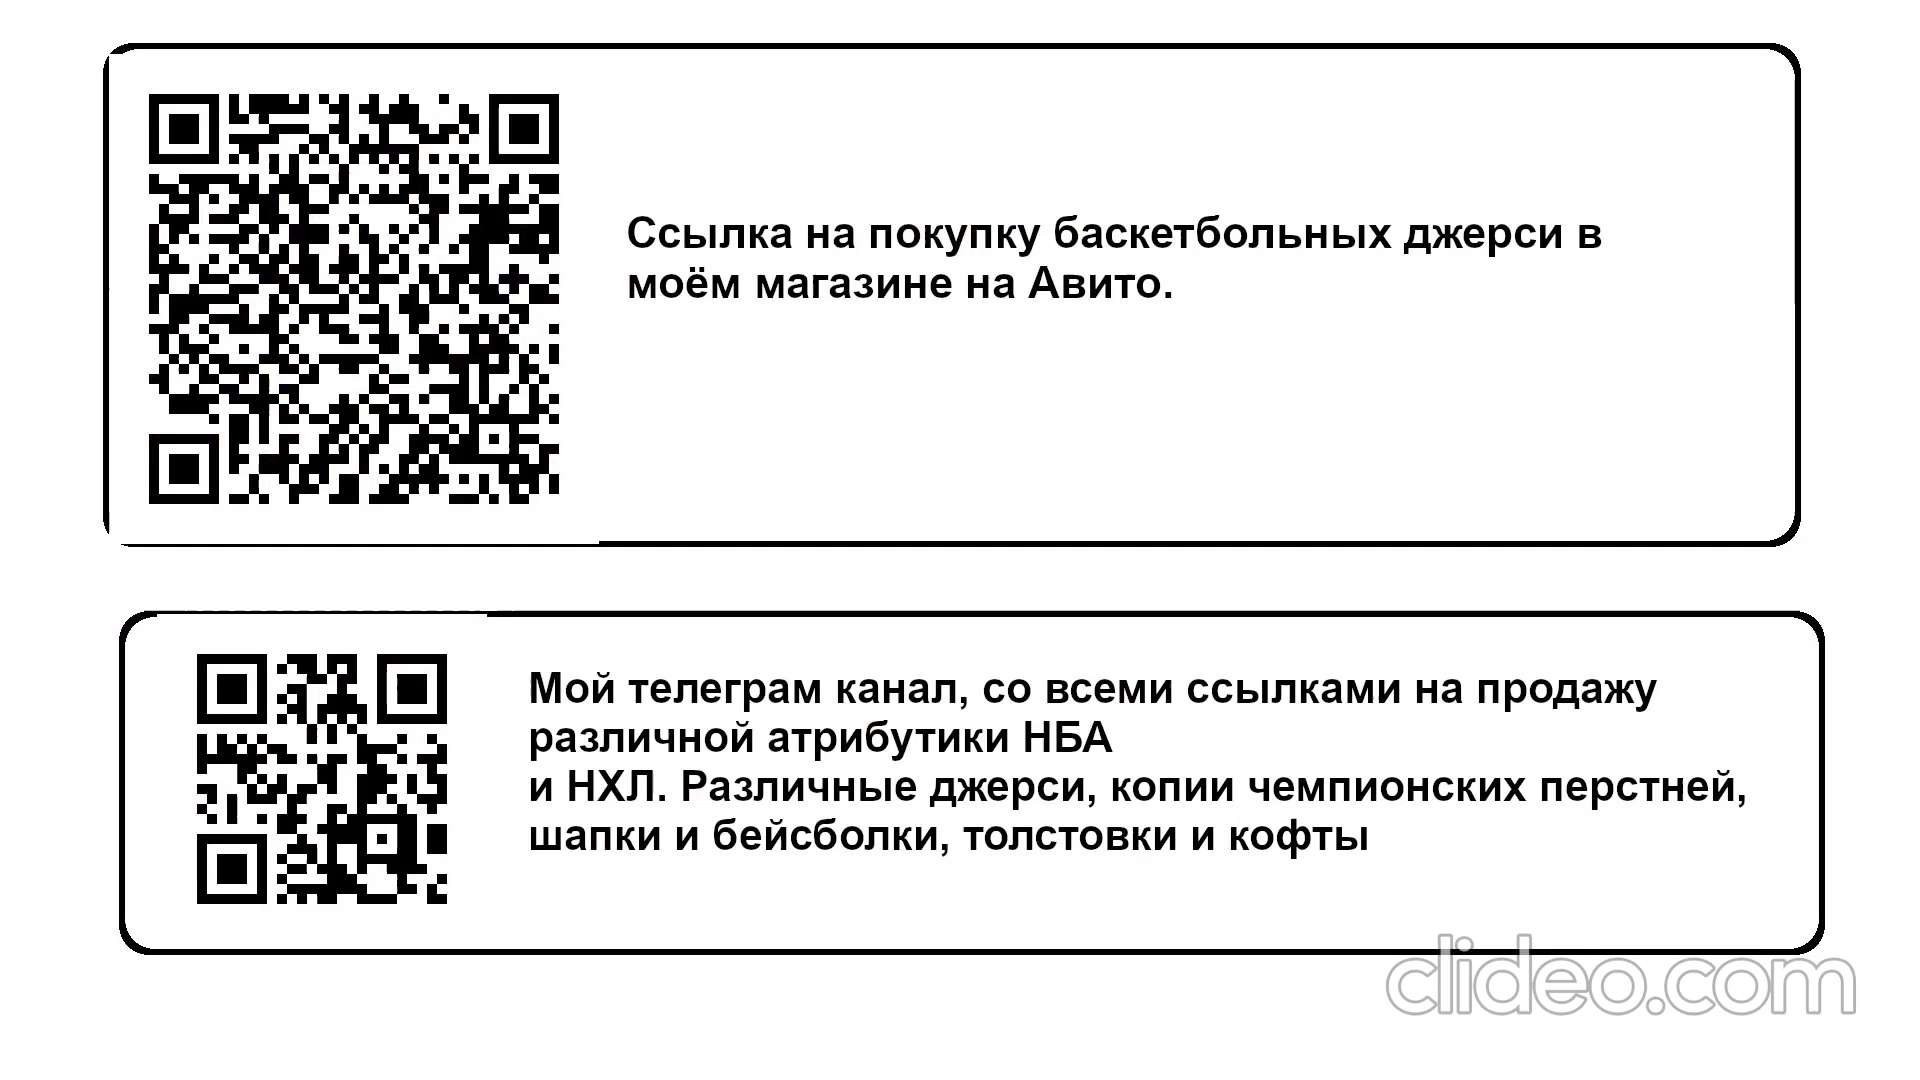 Ссылка на покупку баскетбольных джерси в
моём магазине на Авито.
Мой телеграм канал, со всеми ссылками на продажу
различной атрибутики НБА
и НХЛ. Различные джерси, копии чемпионских перстней,
шапки и бейсболки, толстовки и кофты
clideo.com